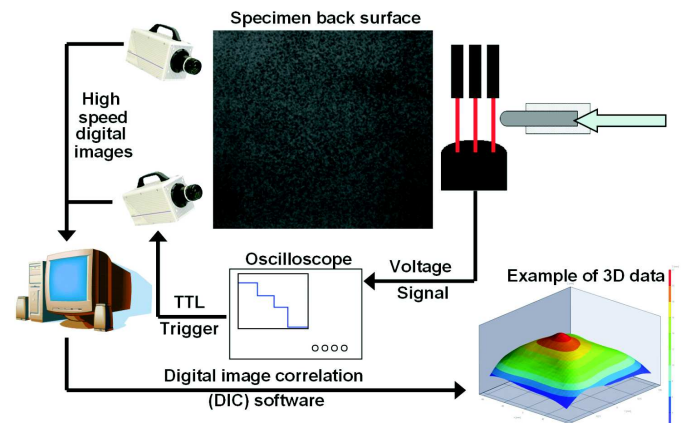 Specimen back surface
High
speed
digital
images
Oscilloscope
Voltage
Signal
TTL
Trigger
Example of 3D data
Digital image correlation
(DIC) software